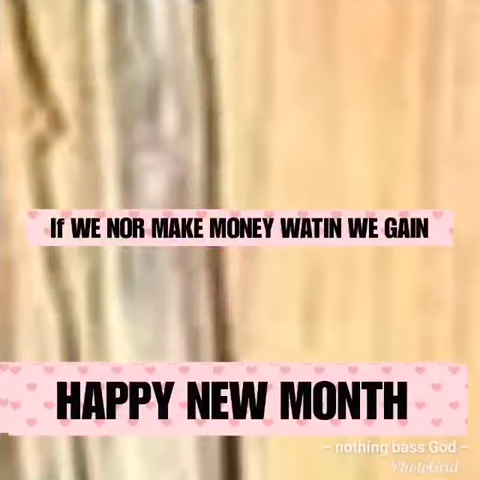 If WE NOR MAKE MONEY WATIN WE GAIN
HAPPY NEW MONTH
– nothing bass God –
PhotoGrid